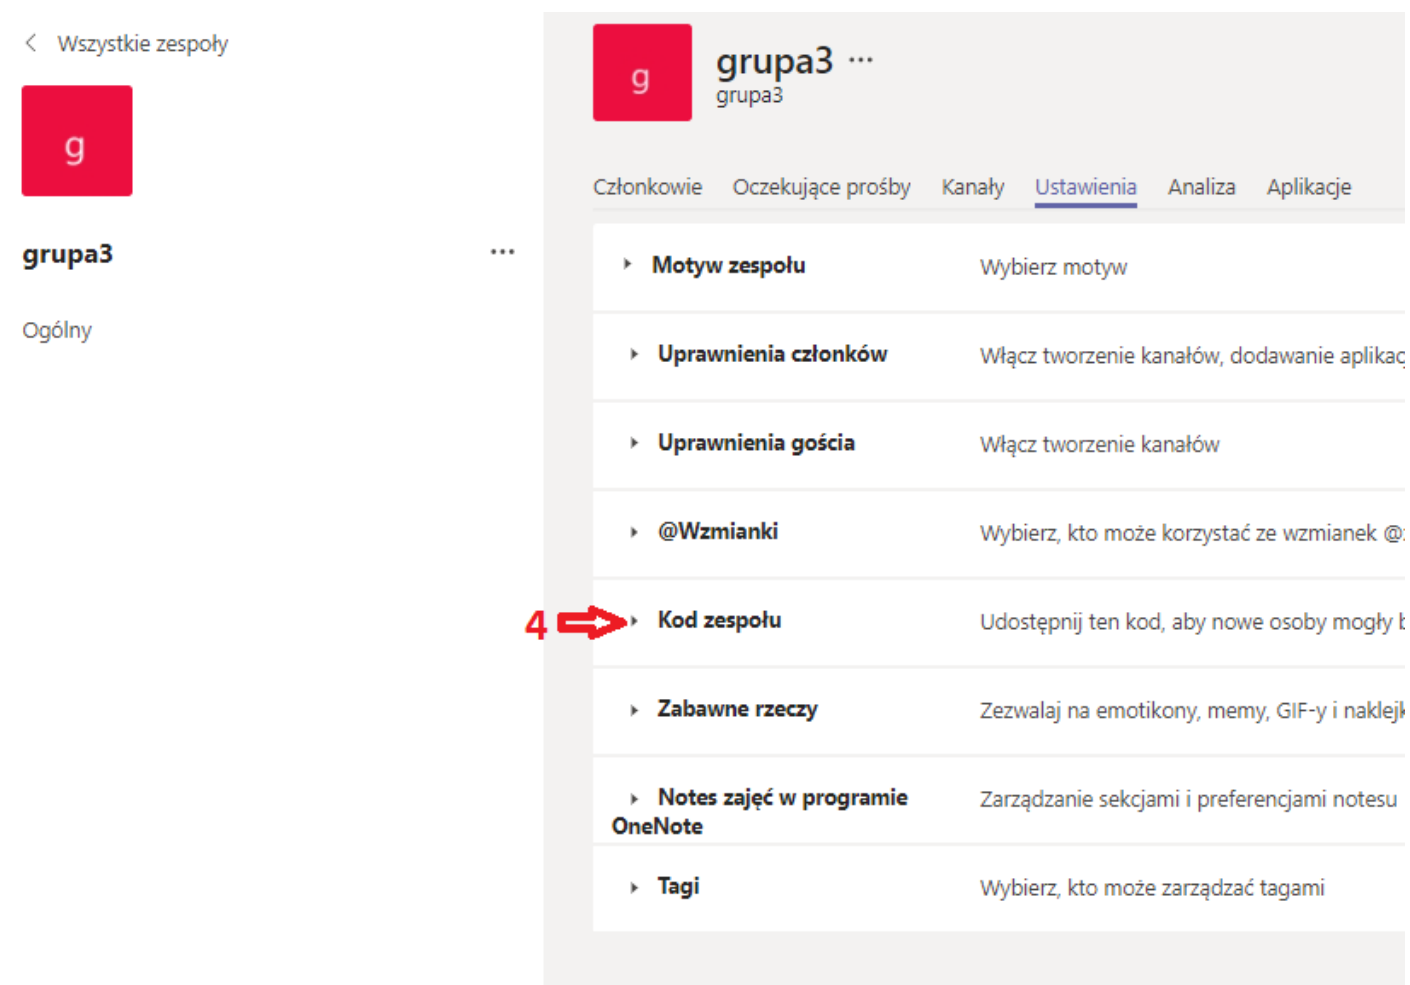 Wszystkie zespoły
g
grupa3
...
Ogólny
g
grupa3 ...
grupa3
Członkowie Oczekujące prośby Kanały Ustawienia Analiza Aplikacje
Motyw zespołu Wybierz motyw
Uprawnienia członków Włącz tworzenie kanałów, dodawanie aplikac
Uprawnienia gościa Włącz tworzenie kanałów
@Wzmianki Wybierz, kto może korzystać ze wzmianek @
4 Kod zespołu Udostępnij ten kod, aby nowe osoby mogły
Zabawne rzeczy Zezwalaj na emotikony, memy, GIF-y i naklej
Notes zajęć w programie Zarządzanie sekcjami i preferencjami notesu
OneNote
Tagi Wybierz, kto może zarządzać tagami